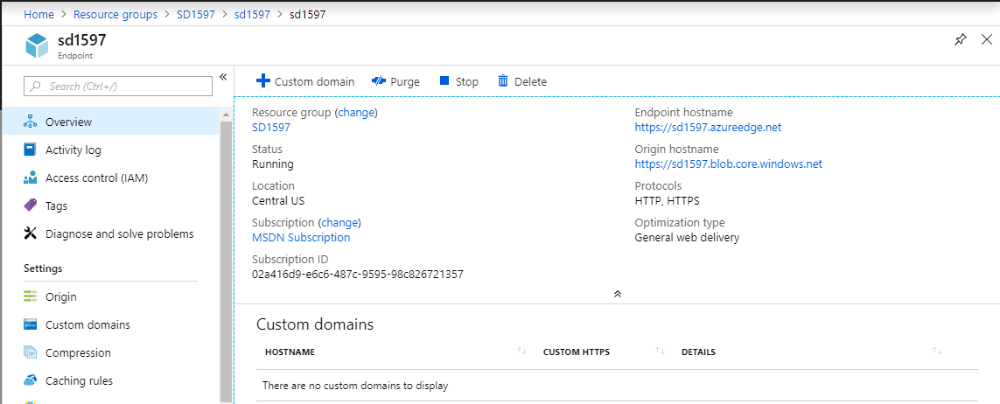 Home > Resource groups > SD1597 > sd1597 > sd1597
sd1597
Endpoint
Search (Ctrl+/)
«
Overview
Activity log
Access control (IAM)
Tags
Diagnose and solve problems
Settings
Origin
Custom domains
Compression
Caching rules
Custom domain Purge Stop Delete
Resource group (change)
SD1597
Status
Running
Location
Central US
Subscription (change)
MSDN Subscription
Subscription ID
02a416d9-e6c6-487c-9595-98c826721357
Endpoint hostname
https://sd1597.azureedge.net
Origin hostname
https://sd1597.blob.core.windows.net
Protocols
HTTP, HTTPS
Optimization type
General web delivery
Custom domains
HOSTNAME CUSTOM HTTPS DETAILS
There are no custom domains to display